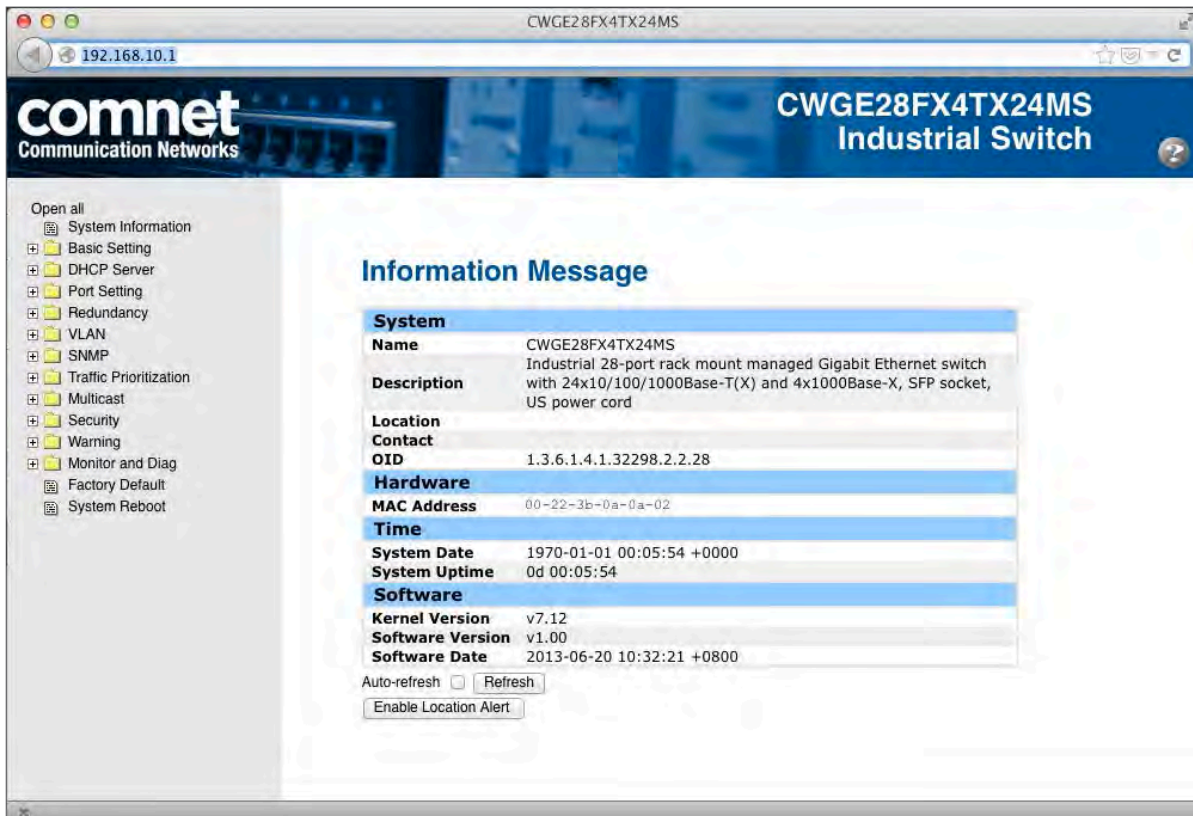 CWGE28FX4TX24MS
192.168.10.1
comnet
Communication Networks
CWGE28FX4TX24MS
Industrial Switch
?
Open all
System Information
Basic Setting
DHCP Server
Port Setting
Redundancy
VLAN
SNMP
Traffic Prioritization
Multicast
Security
Warning
Monitor and Diag
Factory Default
System Reboot
Information Message
System
Name CWGE28FX4TX24MS
Description Industrial 28-port rack mount managed Gigabit Ethernet switch
with 24x10/100/1000Base-T(X) and 4x1000Base-X, SFP socket,
US power cord
Location
Contact
OID 1.3.6.1.4.1.32298.2.2.28
Hardware
MAC Address 00-22-3b-0a-0a-02
Time
System Date 1970-01-01 00:05:54 +0000
System Uptime 0d 00:05:54
Software
Kernel Version v7.12
Software Version v1.00
Software Date 2013-06-20 10:32:21 +0800
Auto-refresh Refresh
Enable Location Alert